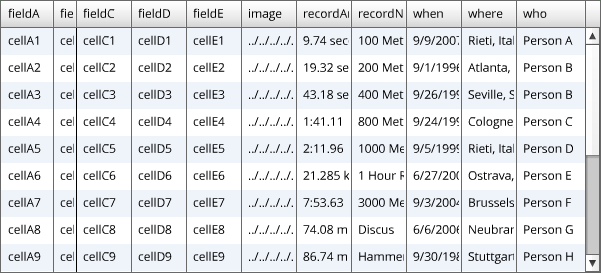 fieldA fie fieldC fieldD fieldE image recordAr recordN when where who
cellA1 cel cellC1 cellD1 cellE1 ../../../../. 9.74 sec 100 Met 9/9/2007 Rieti, Ital Person A
cellA2 cel cellC2 cellD2 cellE2 ../../../../. 19.32 se 200 Met 9/1/1996 Atlanta, Person B
cellA3 cel cellC3 cellD3 cellE3 ../../../../. 43.18 se 400 Met 9/26/199 Seville, S Person B
cellA4 cel cellC4 cellD4 cellE4 ../../../../. 1:41.11 800 Met 9/24/199 Cologne Person C
cellA5 cel cellC5 cellD5 cellE5 ../../../../. 2:11.96 1000 Me 9/5/1999 Rieti, Ital Person D
cellA6 cel cellC6 cellD6 cellE6 ../../../../. 21.285 k 1 Hour R 6/27/200 Ostrava, Person E
cellA7 cel cellC7 cellD7 cellE7 ../../../../. 7:53.63 3000 Me 9/3/2004 Brussels Person F
cellA8 cel cellC8 cellD8 cellE8 ../../../../. 74.08 m Discus 6/6/2006 Neubran Person G
cellA9 cel cellC9 cellD9 cellE9 ../../../../. 86.74 m Hammer 9/30/198 Stuttgart Person H